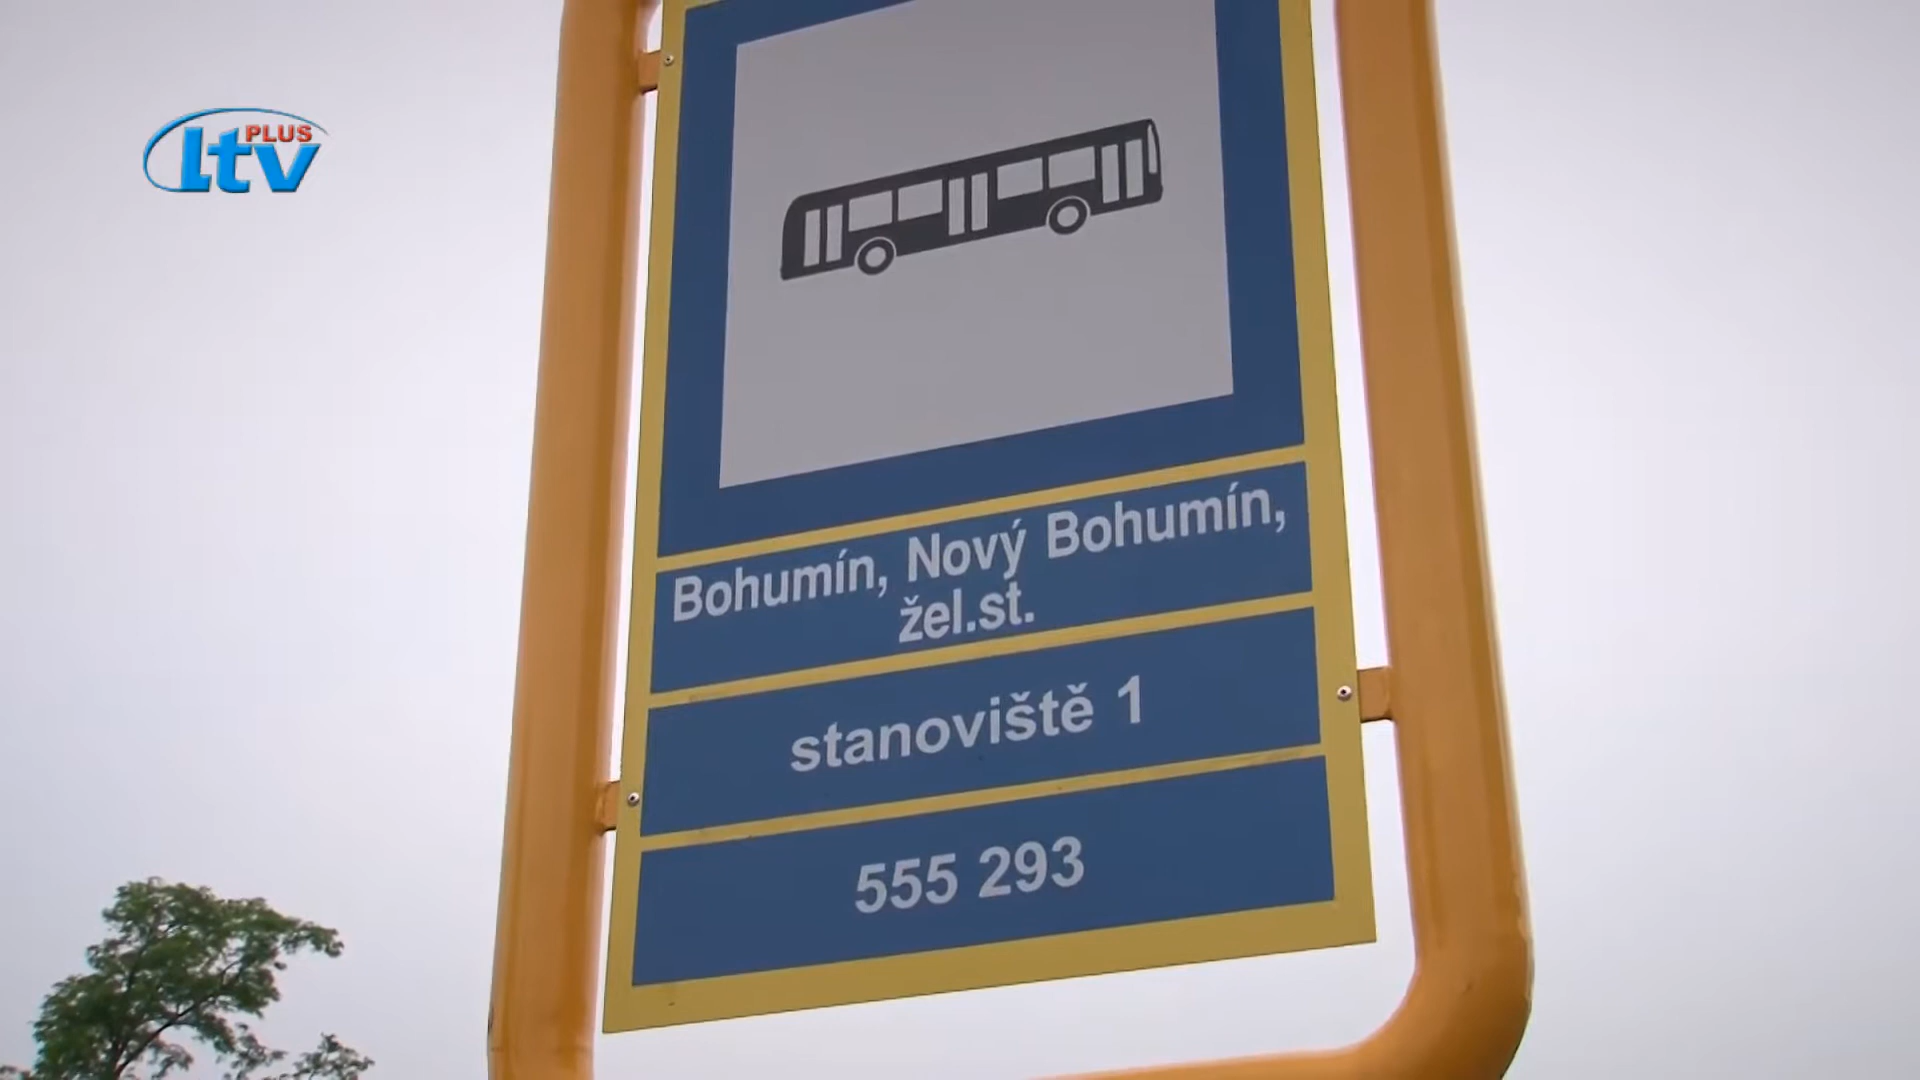 ltv PLUS
Bohumín, Nový Bohumín,
žel.st.
stanoviště 1
555 293